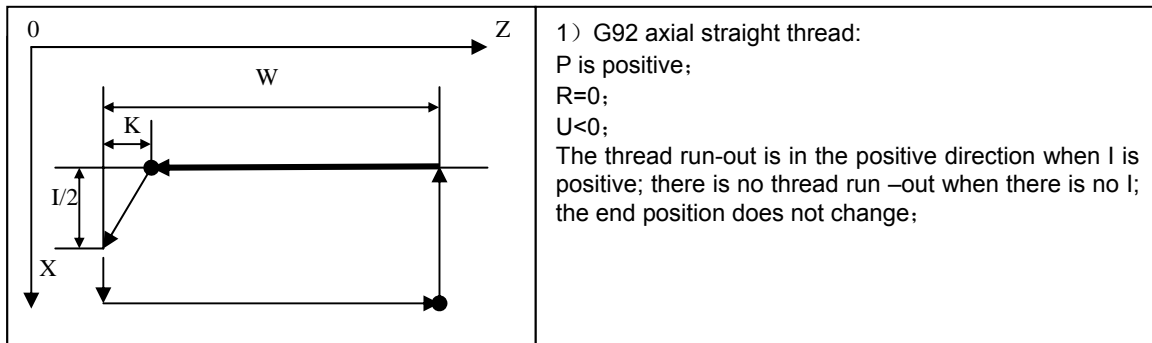 0
Z
W
K
I/2
X
1）G92 axial straight thread:
P is positive；
R=0；
U<0；
The thread run-out is in the positive direction when I is
positive; there is no thread run –out when there is no I;
the end position does not change；